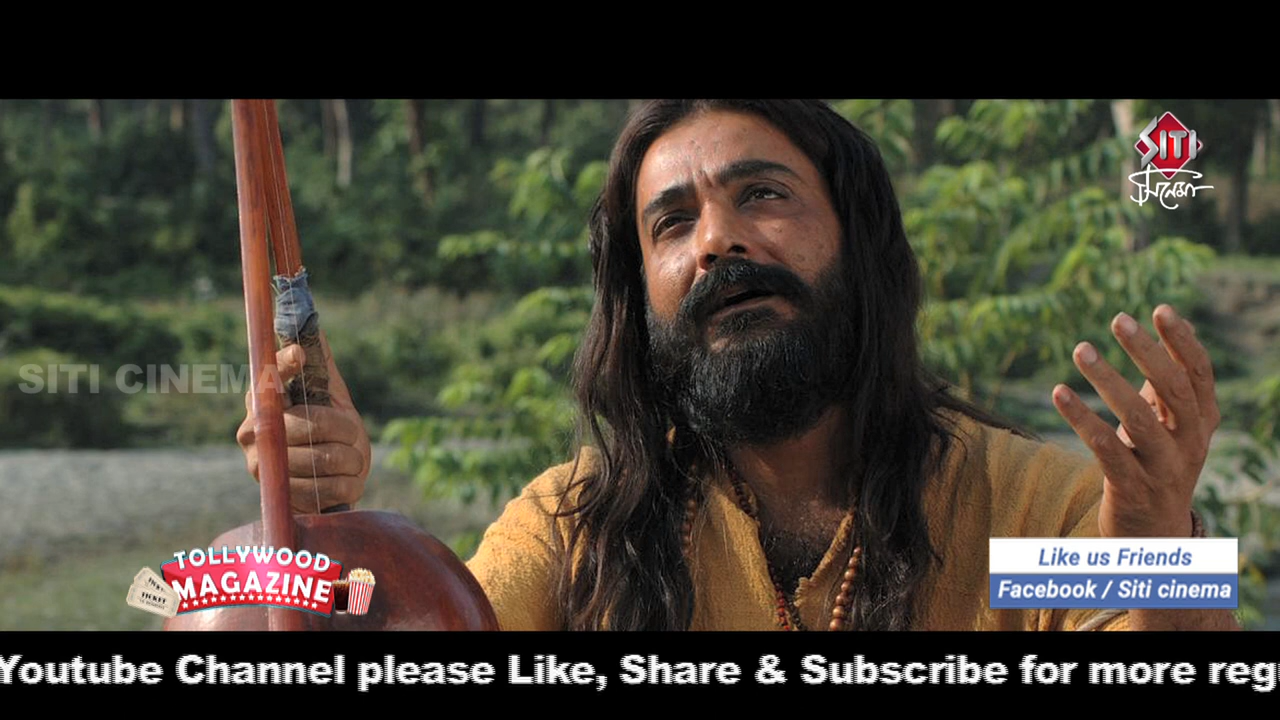 SITI
সিনেমা
SITI CINEMA
TOLLYWOOD
MAGAZINE
TICKET
Like us Friends
Facebook / Siti cinema
Youtube Channel please Like, Share & Subscribe for more reg